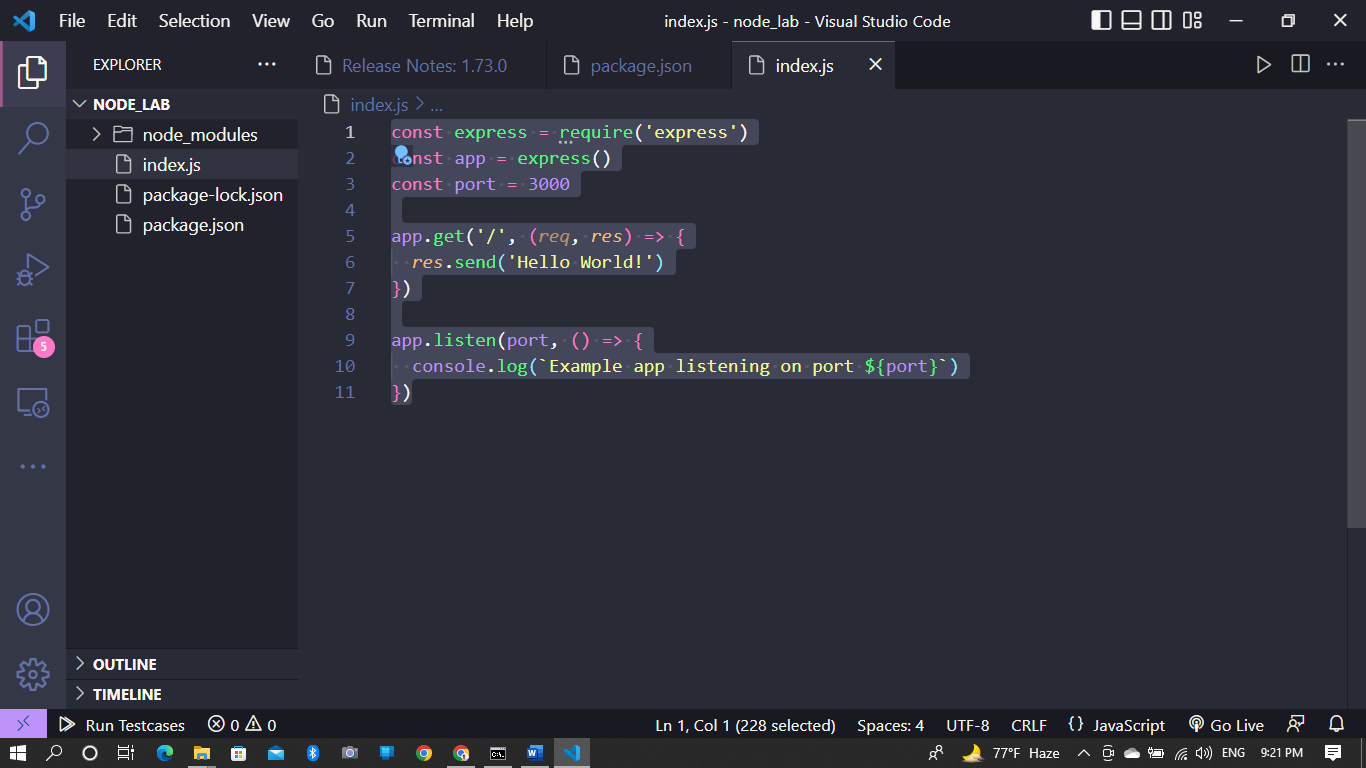 File Edit Selection View Go Run Terminal Help index.js - node_lab - Visual Studio Code
EXPLORER ···
Release Notes: 1.73.0 package.json index.js
NODE_LAB
node_modules
index.js
package-lock.json
package.json
index.js > ...
1 const express = require('express')
2 const app = express()
3 const port = 3000
4
5 app.get('/', (req, res) => {
6   res.send('Hello World!')
7 })
8
9 app.listen(port, () => {
10   console.log(`Example app listening on port ${port}`)
11 })
5
OUTLINE
TIMELINE
Run Testcases 0 0 Ln 1, Col 1 (228 selected) Spaces: 4 UTF-8 CRLF {} JavaScript Go Live
77°F Haze ENG 9:21 PM